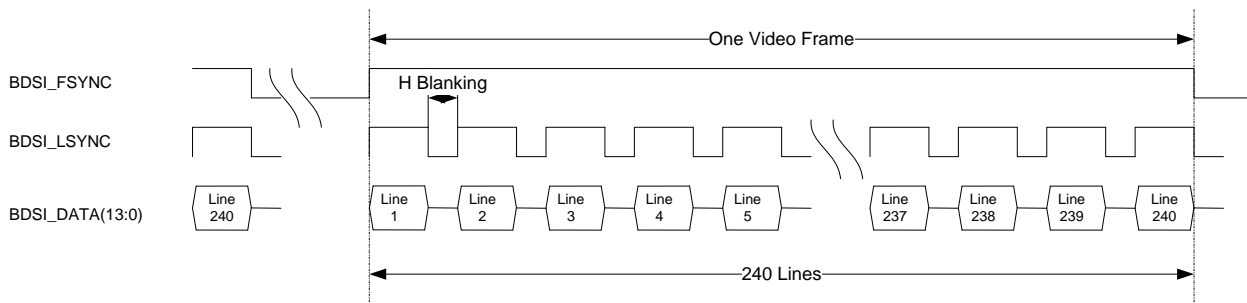 One Video Frame
BDSI_FSYNC
H Blanking
BDSI_LSYNC
BDSI_DATA(13:0)
Line
240
Line
1
Line
2
Line
3
Line
4
Line
5
Line
237
Line
238
Line
239
Line
240
240 Lines